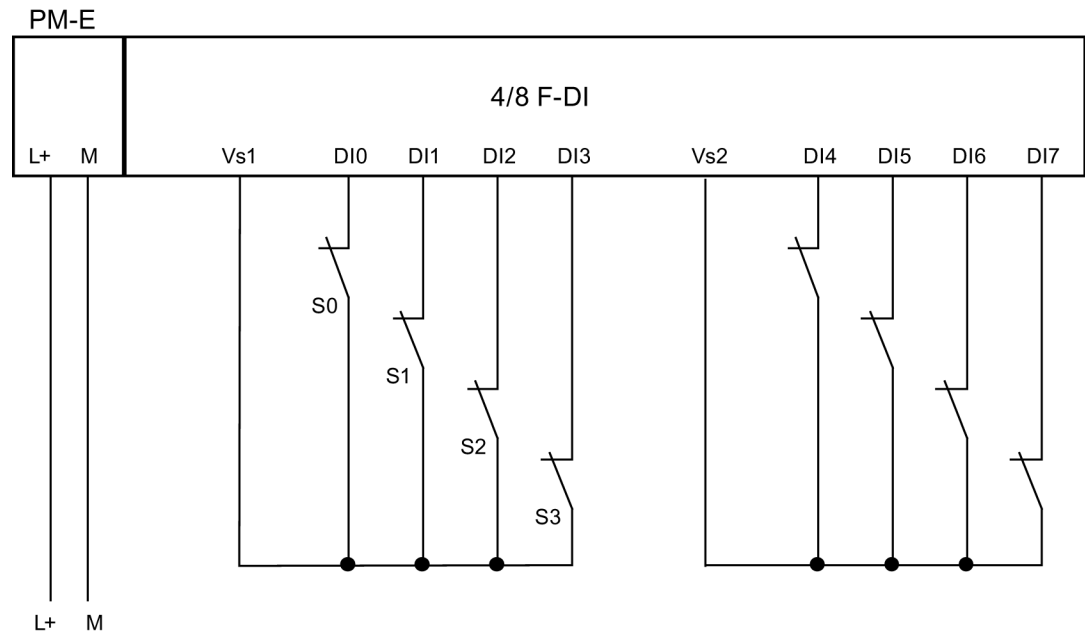 PM-E
4/8 F-DI
L+ M Vs1 DI0 DI1 DI2 DI3 Vs2 DI4 DI5 DI6 DI7
S0
S1
S2
S3
L+ M